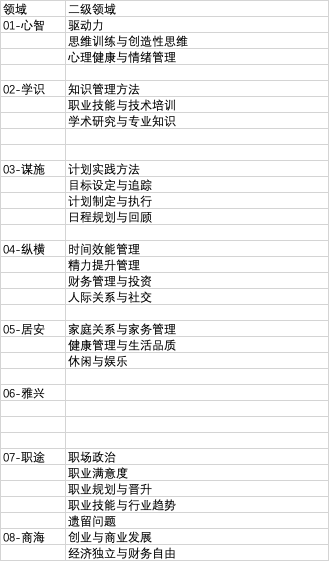 领域 二级领域
01-心智 驱动力
思维训练与创造性思维
心理健康与情绪管理
02-学识 知识管理方法
职业技能与技术培训
学术研究与专业知识
03-谋施 计划实践方法
目标设定与追踪
计划制定与执行
日程规划与回顾
04-纵横 时间效能管理
精力提升管理
财务管理与投资
人际关系与社交
05-居安 家庭关系与家务管理
健康管理与生活品质
休闲与娱乐
06-雅兴
07-职途 职场政治
职业满意度
职业规划与晋升
职业技能与行业趋势
遗留问题
08-商海 创业与商业发展
经济独立与财务自由